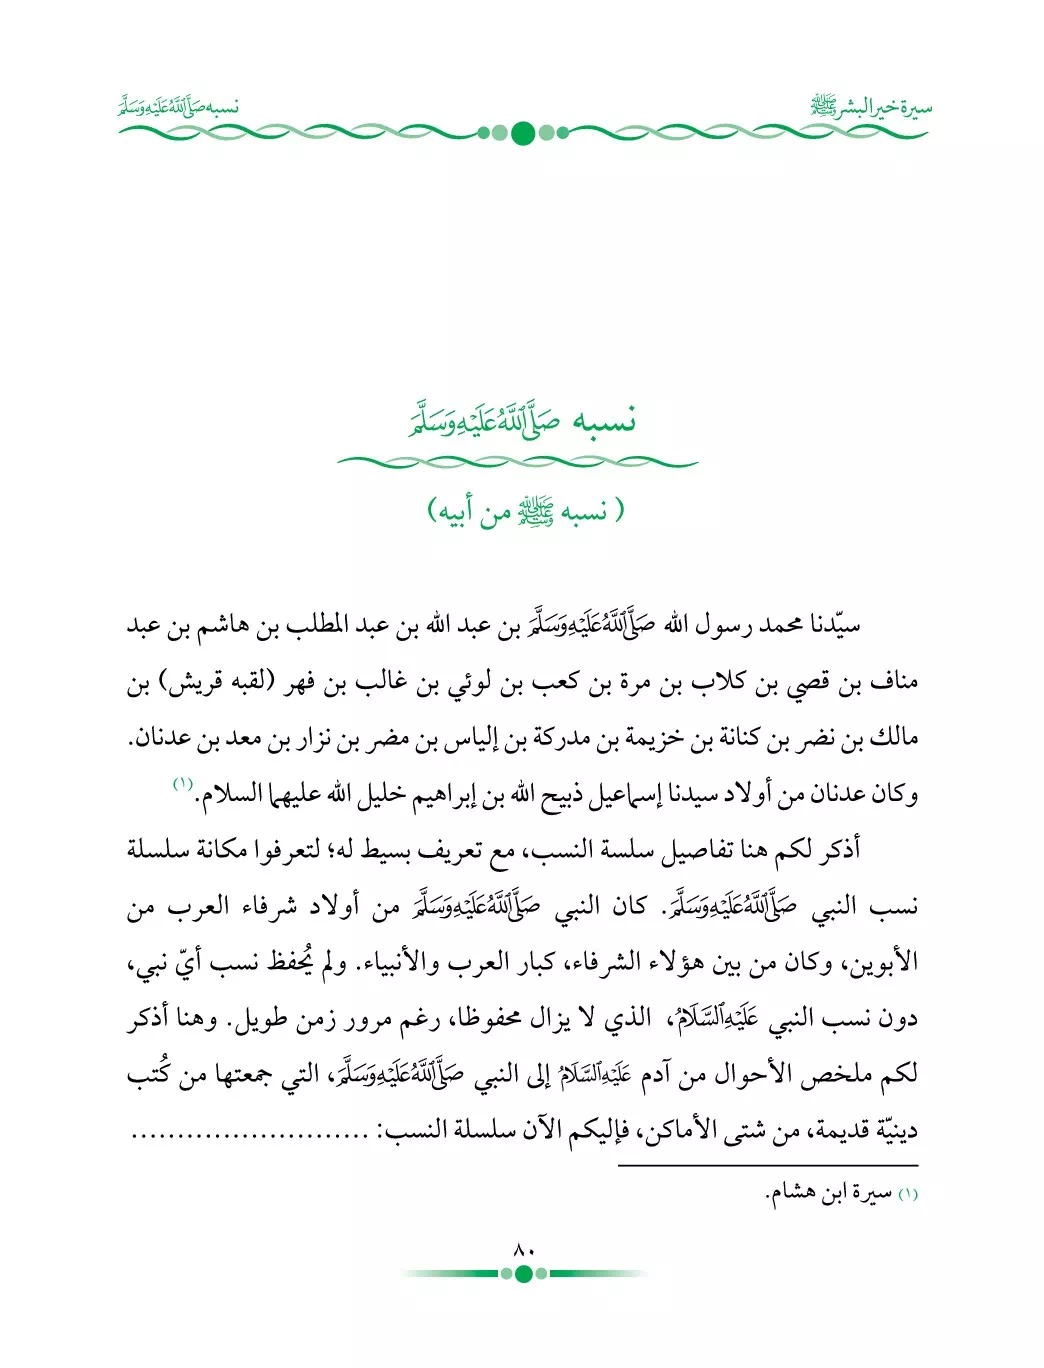 سيرة خير البشر ﷺ
نسبه صَلَّى اللَّهُ عَلَيْهِ وَسَلَّمَ
نسبه صَلَّى اللَّهُ عَلَيْهِ وَسَلَّمَ
( نسبه ﷺ من أبيه)
سيّدنا محمد رسول الله صَلَّى اللَّهُ عَلَيْهِ وَسَلَّمَ بن عبد الله بن عبد المطلب بن هاشم بن عبد
مناف بن قصي بن كلاب بن مرة بن كعب بن لوئي بن غالب بن فهر (لقبه قريش) بن
مالك بن نضر بن كنانة بن خزيمة بن مدركة بن إلياس بن مضر بن نزار بن معد بن عدنان.
وكان عدنان من أولاد سيدنا إسماعيل ذبيح الله بن إبراهيم خليل الله عليهما السلام.(١)
أذكر لكم هنا تفاصيل سلسة النسب، مع تعريف بسيط له؛ لتعرفوا مكانة سلسلة
نسب النبي صَلَّى اللَّهُ عَلَيْهِ وَسَلَّمَ. كان النبي صَلَّى اللَّهُ عَلَيْهِ وَسَلَّمَ من أولاد شرفاء العرب من
الأبوين، وكان من بين هؤلاء الشرفاء، كبار العرب والأنبياء. ولم يُحفظ نسب أيّ نبي،
دون نسب النبي عَلَيْهِ السَّلَامُ، الذي لا يزال محفوظا، رغم مرور زمن طويل. وهنا أذكر
لكم ملخص الأحوال من آدم عَلَيْهِ السَّلَامُ إلى النبي صَلَّى اللَّهُ عَلَيْهِ وَسَلَّمَ، التي جمعتها من كُتب
دينيّة قديمة، من شتى الأماكن، فإليكم الآن سلسلة النسب: ..........................
(١) سيرة ابن هشام.
٨٠